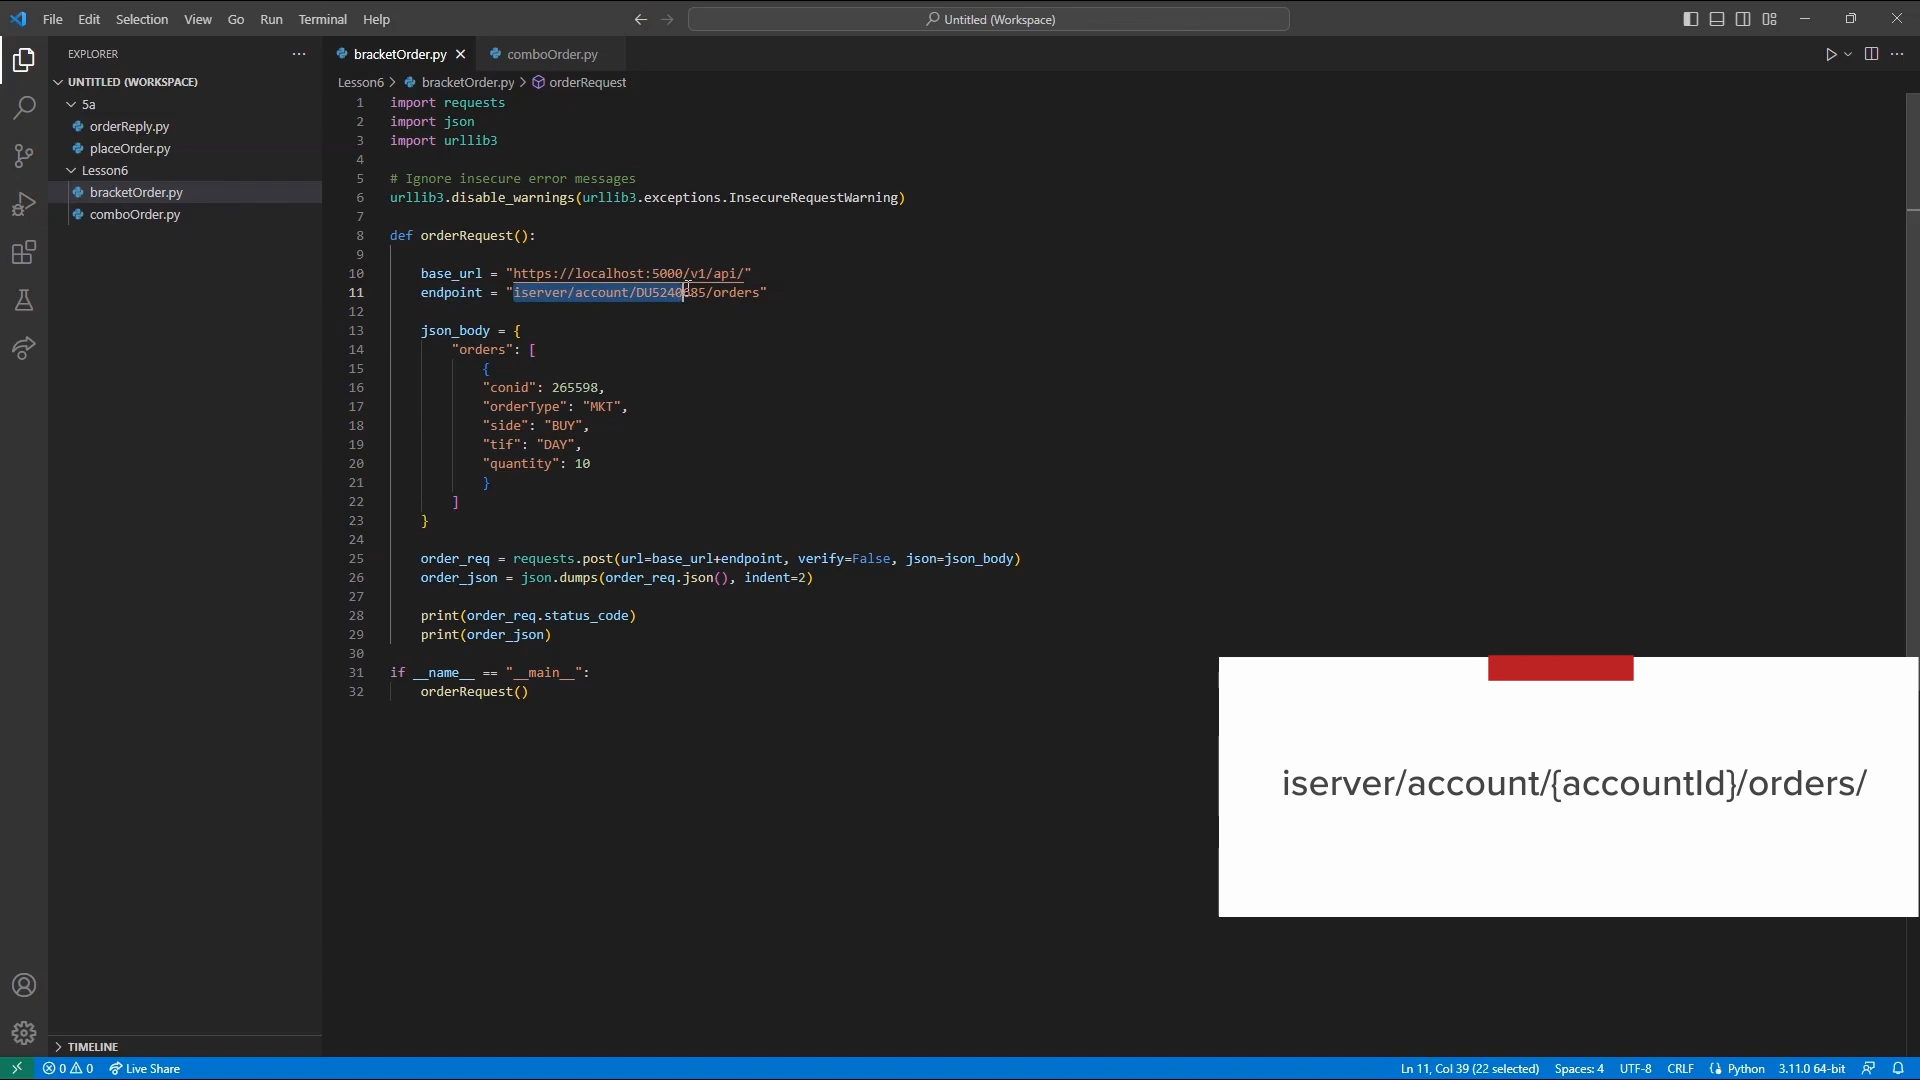 File Edit Selection View Go Run Terminal Help
Untitled (Workspace)
EXPLORER
UNTITLED (WORKSPACE)
5a
orderReply.py
placeOrder.py
Lesson6
bracketOrder.py
comboOrder.py
TIMELINE
bracketOrder.py
comboOrder.py
Lesson6 > bracketOrder.py > orderRequest
1 import requests
2 import json
3 import urllib3
4
5 # Ignore insecure error messages
6 urllib3.disable_warnings(urllib3.exceptions.InsecureRequestWarning)
7
8 def orderRequest():
9
10 base_url = "https://localhost:5000/v1/api/"
11 endpoint = "iserver/account/DU5240685/orders"
12
13 json_body = {
14 "orders": [
15 {
16 "conid": 265598,
17 "orderType": "MKT",
18 "side": "BUY",
19 "tif": "DAY",
20 "quantity": 10
21 }
22 ]
23 }
24
25 order_req = requests.post(url=base_url+endpoint, verify=False, json=json_body)
26 order_json = json.dumps(order_req.json(), indent=2)
27
28 print(order_req.status_code)
29 print(order_json)
30
31 if __name__ == "__main__":
32 orderRequest()
iserver/account/{accountId}/orders/
0 0 Live Share
Ln 11, Col 39 (22 selected) Spaces: 4 UTF-8 CRLF Python 3.11.0 64-bit